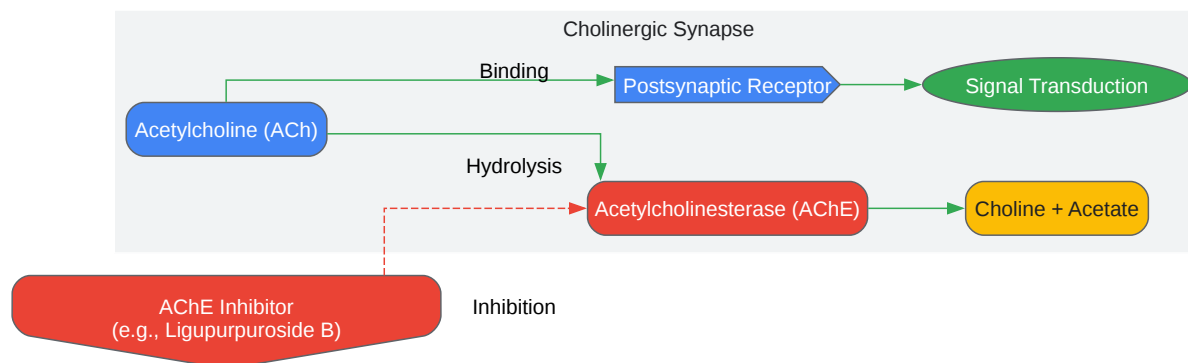 Cholinergic Synapse
Binding
Postsynaptic Receptor
Signal Transduction
Acetylcholine (ACh)
Hydrolysis
Acetylcholinesterase (AChE)
Choline + Acetate
AChE Inhibitor
(e.g., Ligupurpuroside B)
Inhibition